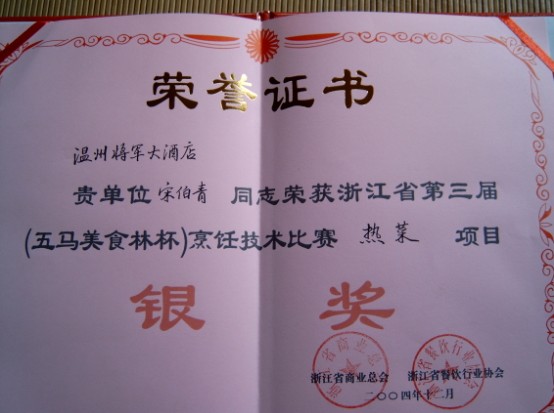 荣誉证书
温州将军大酒店
贵单位宋伯青 同志荣获浙江省第三届
(五马美食林杯)烹饪技术比赛 热菜 项目
银 奖
浙江省商业总会 浙江省餐饮行业协会
二〇〇四年十二月